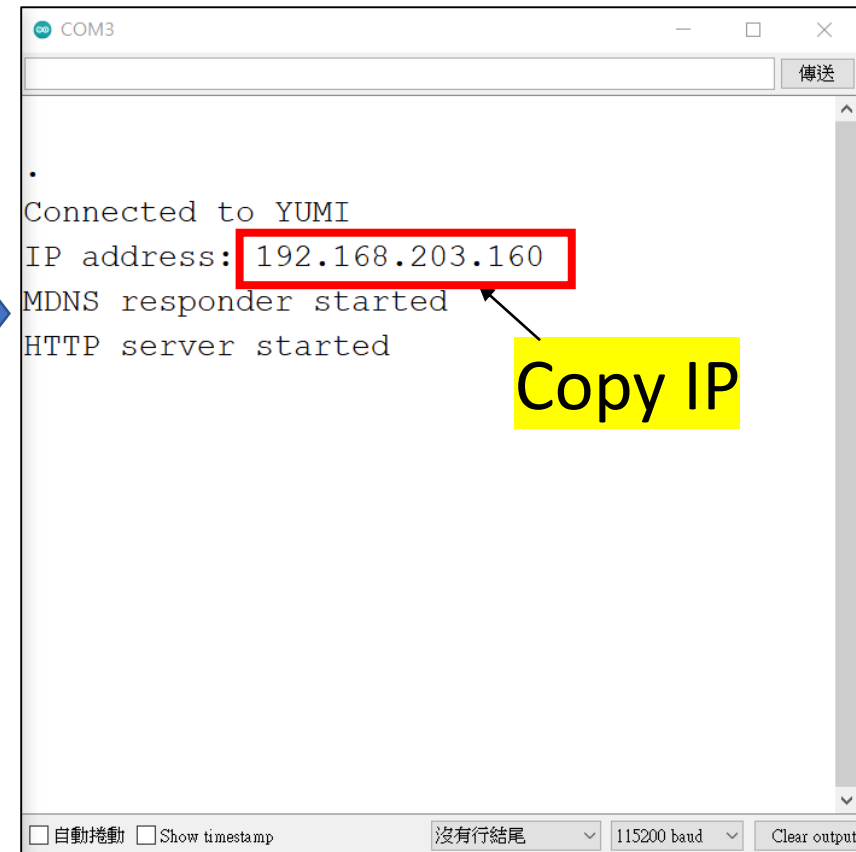 COM3
傳送
.
Connected to YUMI
IP address: 192.168.203.160
MDNS responder started
HTTP server started
Copy IP
自動捲動 Show timestamp 沒有行結尾 115200 baud Clear output